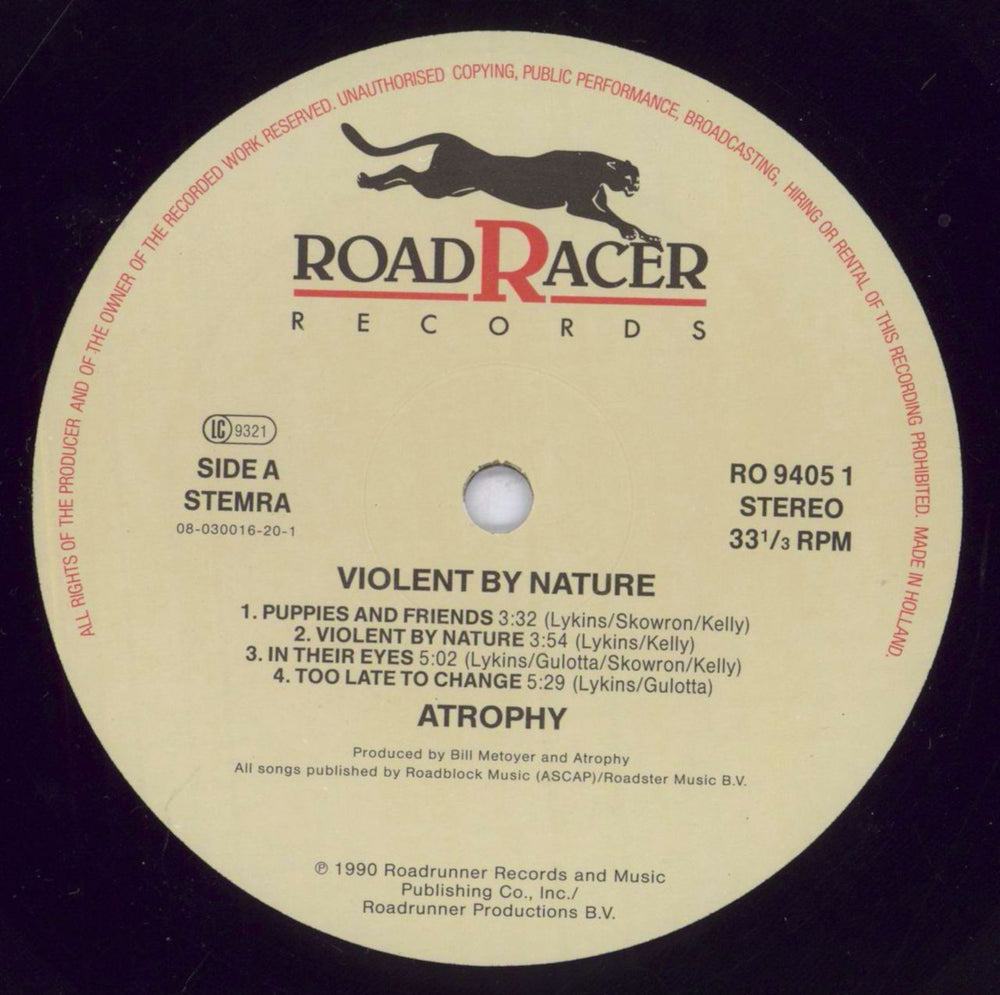 ALL RIGHTS OF THE PRODUCER AND OF THE OWNER OF THE RECORDED WORK RESERVED. UNAUTHORISED COPYING, PUBLIC PERFORMANCE, BROADCASTING, HIRING OR RENTAL OF THIS RECORDING PROHIBITED. MADE IN HOLLAND.
ROADRACER
RECORDS
LC 9321
SIDE A
STEMRA
08-030016-20-1
RO 9405 1
STEREO
33 1/3 RPM
VIOLENT BY NATURE
1. PUPPIES AND FRIENDS 3:32 (Lykins/Skowron/Kelly)
2. VIOLENT BY NATURE 3:54 (Lykins/Kelly)
3. IN THEIR EYES 5:02 (Lykins/Gulotta/Skowron/Kelly)
4. TOO LATE TO CHANGE 5:29 (Lykins/Gulotta)
ATROPHY
Produced by Bill Metoyer and Atrophy
All songs published by Roadblock Music (ASCAP)/Roadster Music B.V.
℗ 1990 Roadrunner Records and Music
Publishing Co., Inc./
Roadrunner Productions B.V.